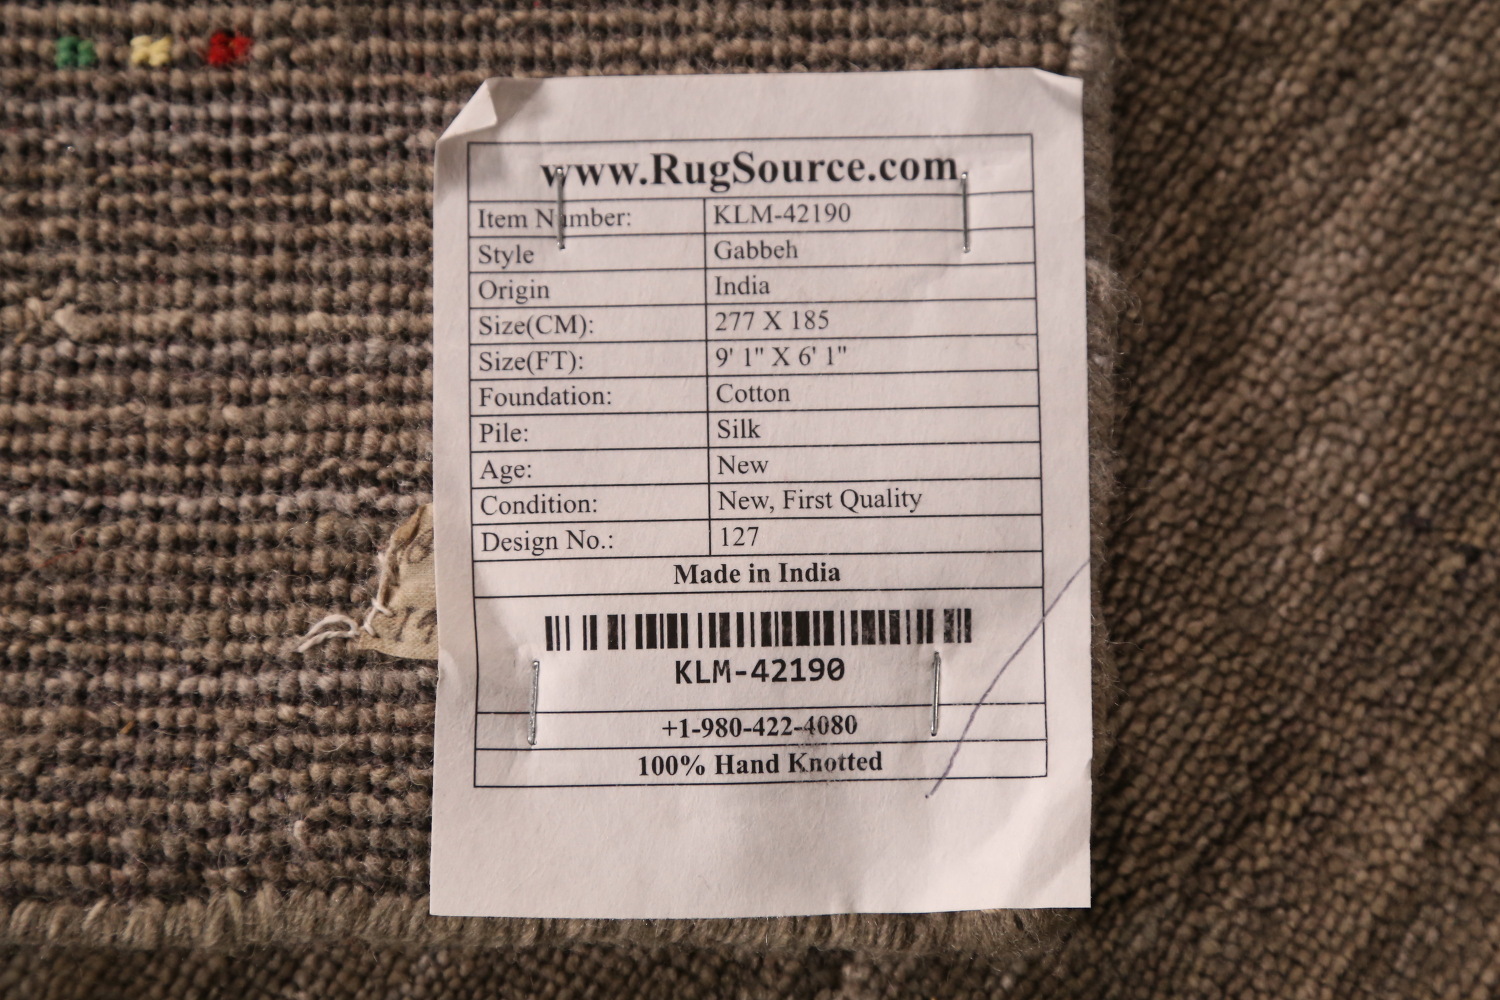 www.RugSource.com
Item Number: KLM-42190
Style Gabbeh
Origin India
Size(CM): 277 X 185
Size(FT): 9' 1" X 6' 1"
Foundation: Cotton
Pile: Silk
Age: New
Condition: New, First Quality
Design No.: 127
Made in India
KLM-42190
+1-980-422-4080
100% Hand Knotted